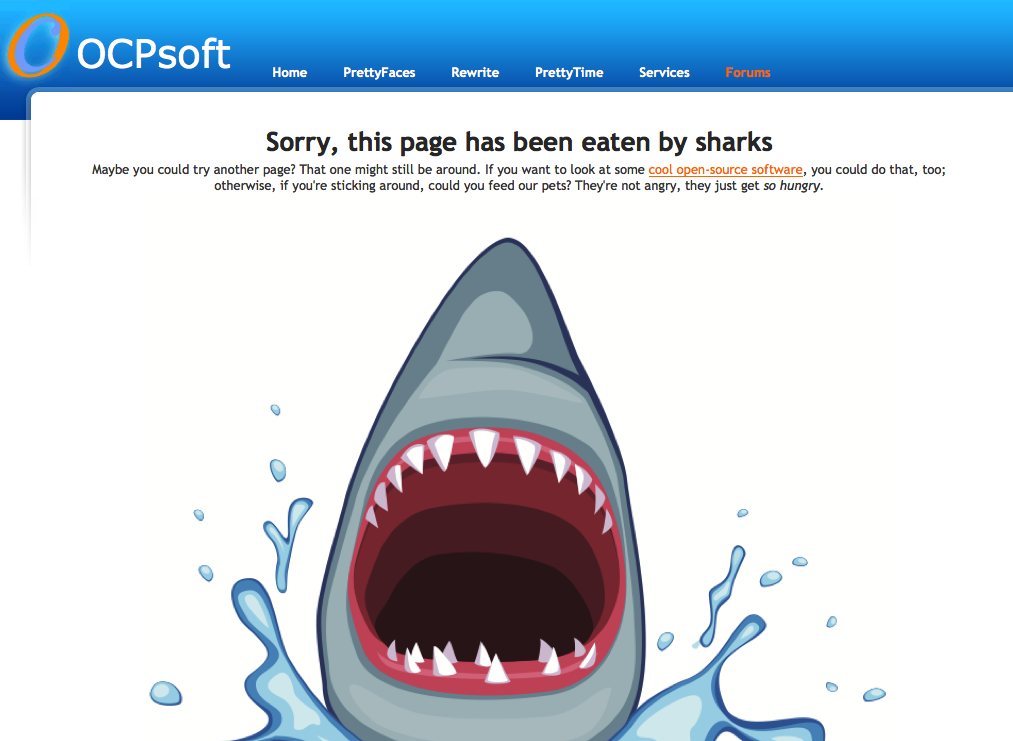 OCPsoft
Home PrettyFaces Rewrite PrettyTime Services Forums
Sorry, this page has been eaten by sharks
Maybe you could try another page? That one might still be around. If you want to look at some cool open-source software, you could do that, too;
otherwise, if you're sticking around, could you feed our pets? They're not angry, they just get so hungry.